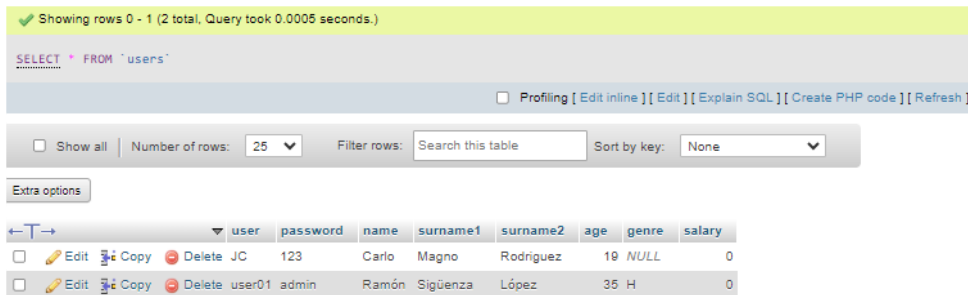 Showing rows 0 - 1 (2 total, Query took 0.0005 seconds.)
SELECT * FROM `users`
Profiling [ Edit inline ] [ Edit ] [ Explain SQL ] [ Create PHP code ] [ Refresh ]
Show all | Number of rows: 25 Filter rows: Search this table Sort by key: None
Extra options
←T→ user password name surname1 surname2 age genre salary
Edit Copy Delete JC 123 Carlo Magno Rodriguez 19 NULL 0
Edit Copy Delete user01 admin Ramón Sigüenza López 35 H 0